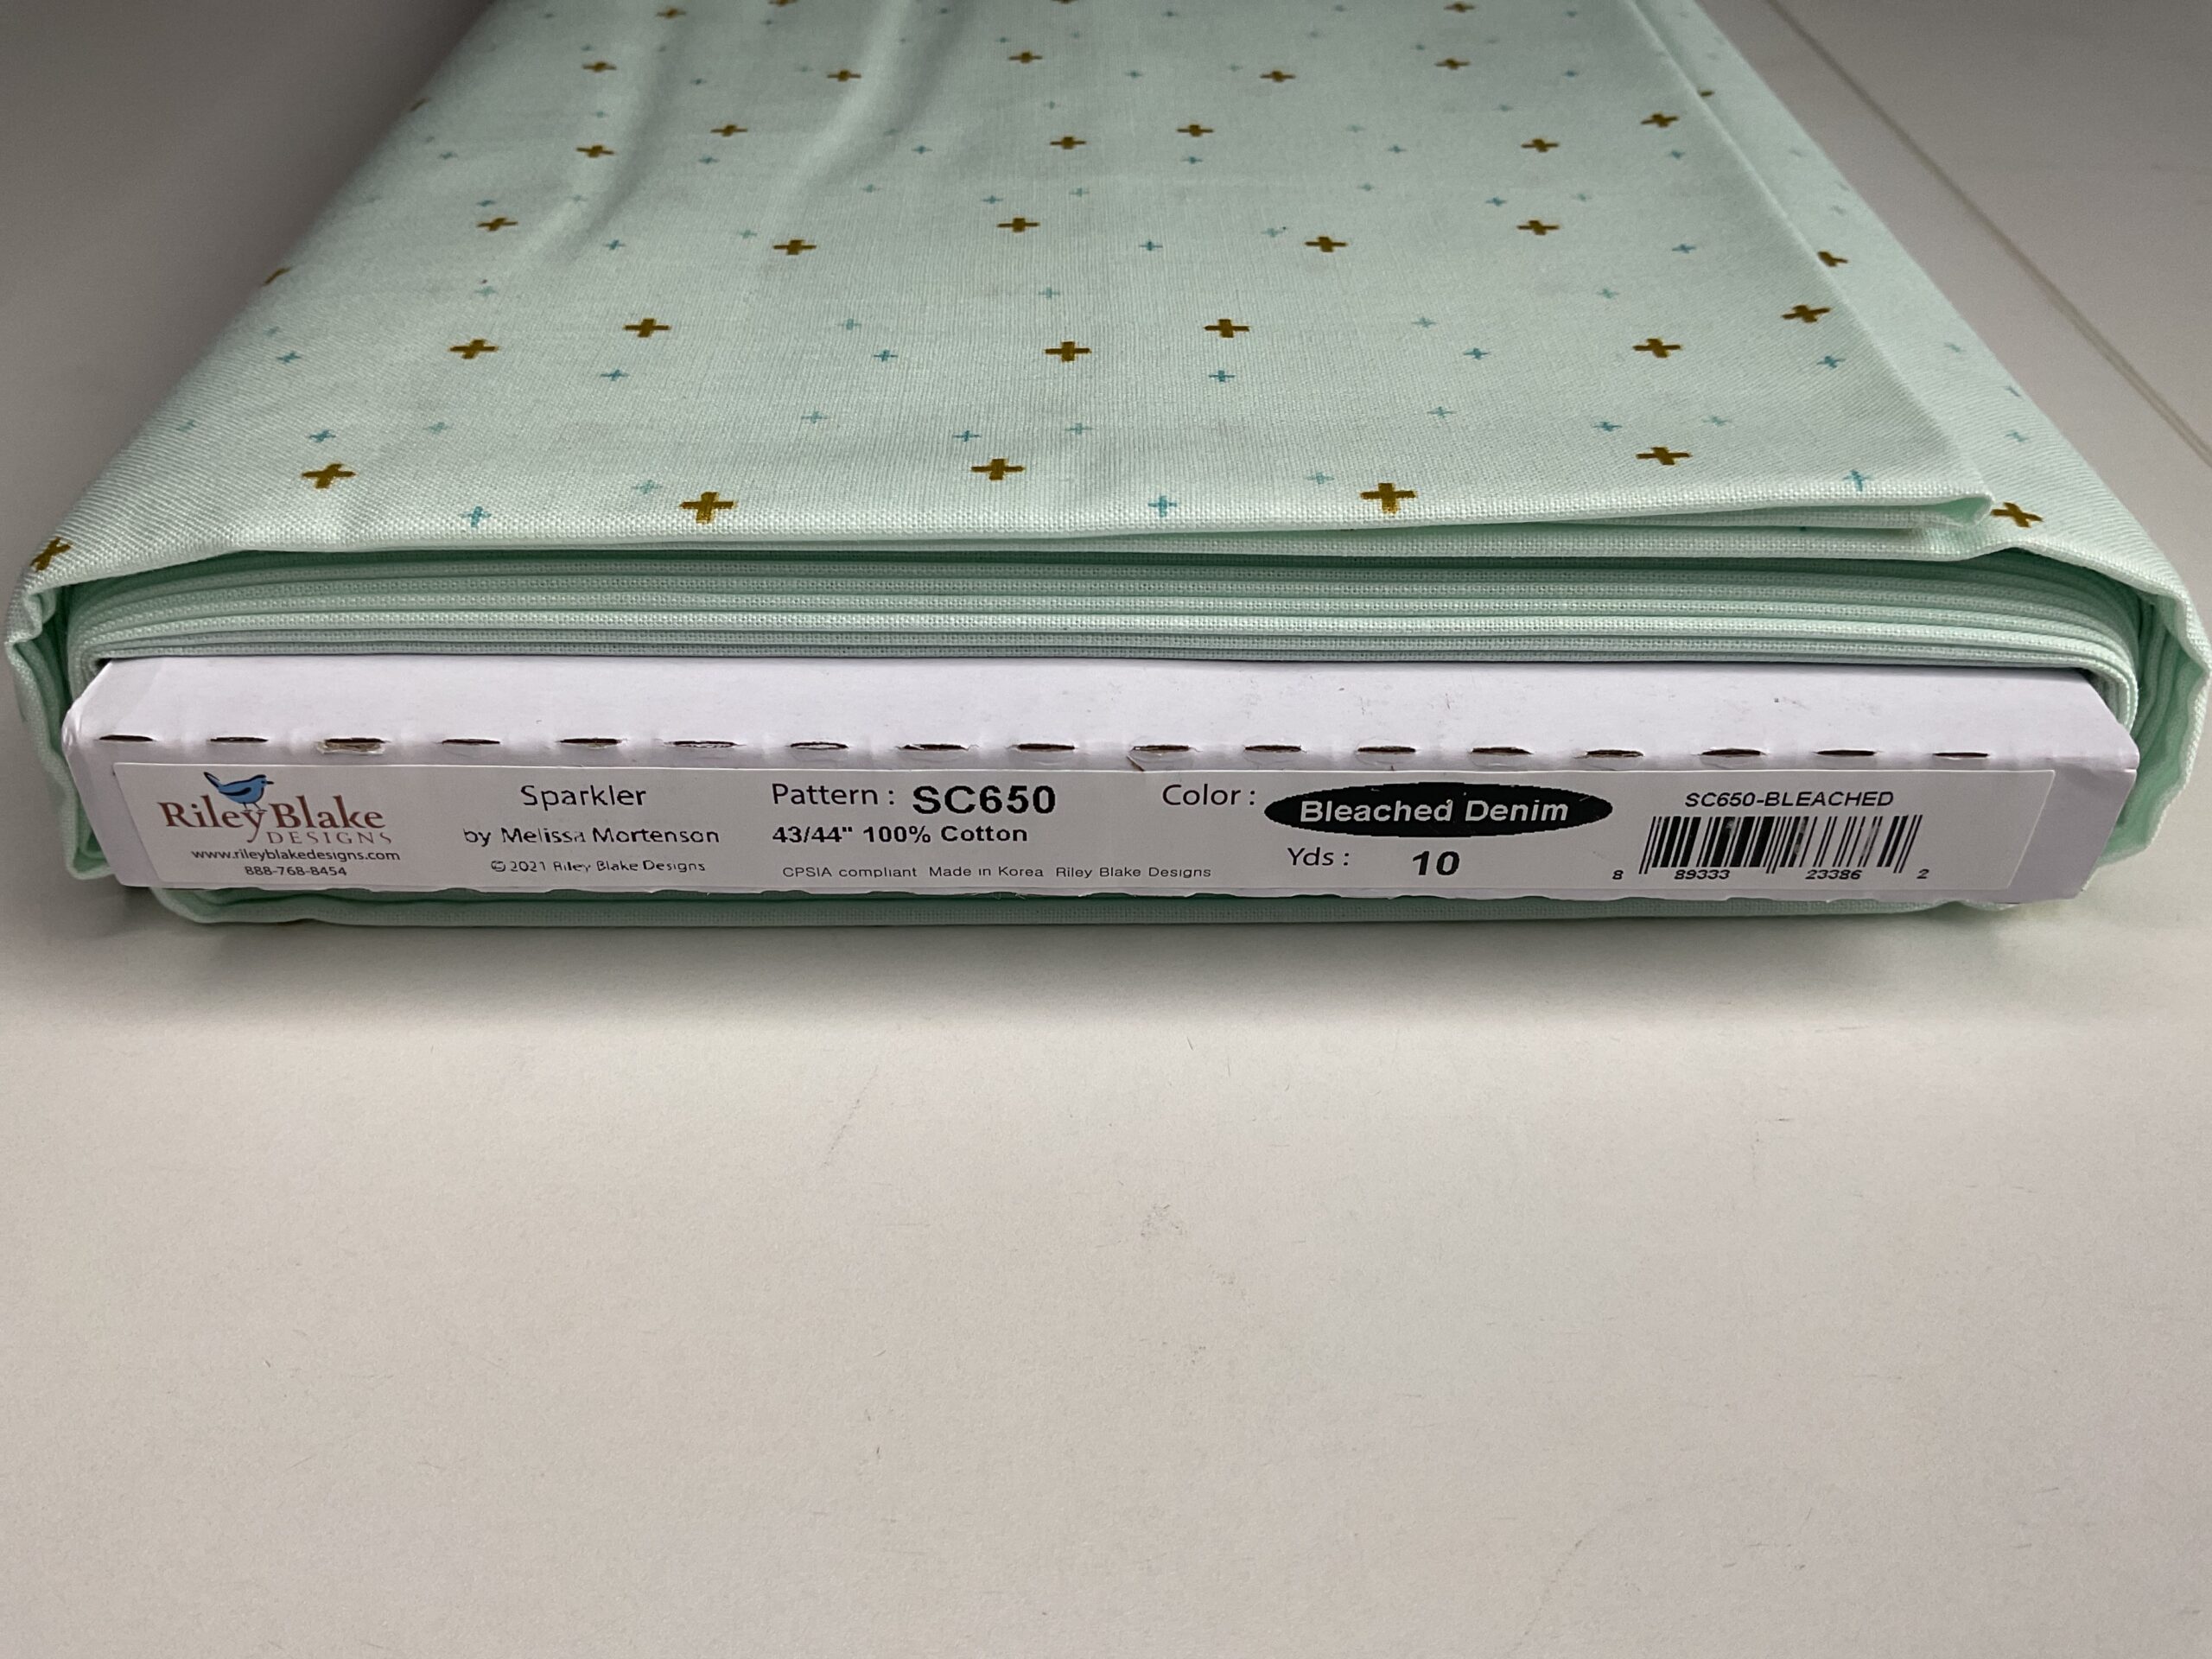 Riley Blake
DESIGNS
www.rileyblakedesigns.com
888-768-8454
Sparkler
by Melissa Mortenson
© 2021 Riley Blake Designs
Pattern : SC650
43/44" 100% Cotton
CPSIA compliant Made in Korea Riley Blake Designs
Color : Bleached Denim
Yds : 10
SC650-BLEACHED
8 89333 23386 2